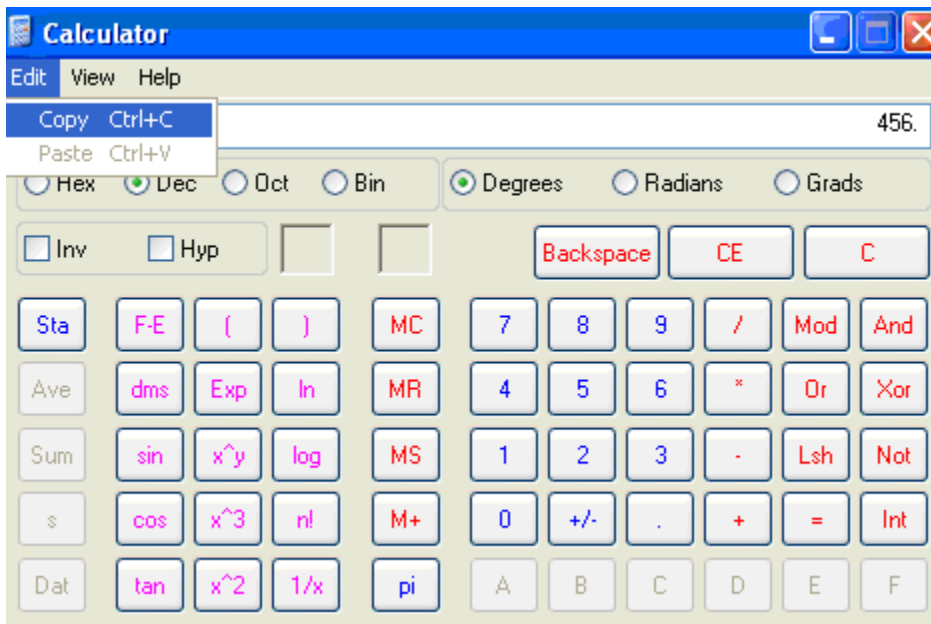 Calculator
Edit View Help
Copy Ctrl+C
456.
Paste Ctrl+V
Hex Dec Oct Bin Degrees Radians Grads
Inv Hyp Backspace CE C
Sta F-E ( ) MC 7 8 9 / Mod And
Ave dms Exp ln MR 4 5 6 * Or Xor
Sum sin x^y log MS 1 2 3 - Lsh Not
s cos x^3 n! M+ 0 +/- . + = Int
Dat tan x^2 1/x pi A B C D E F